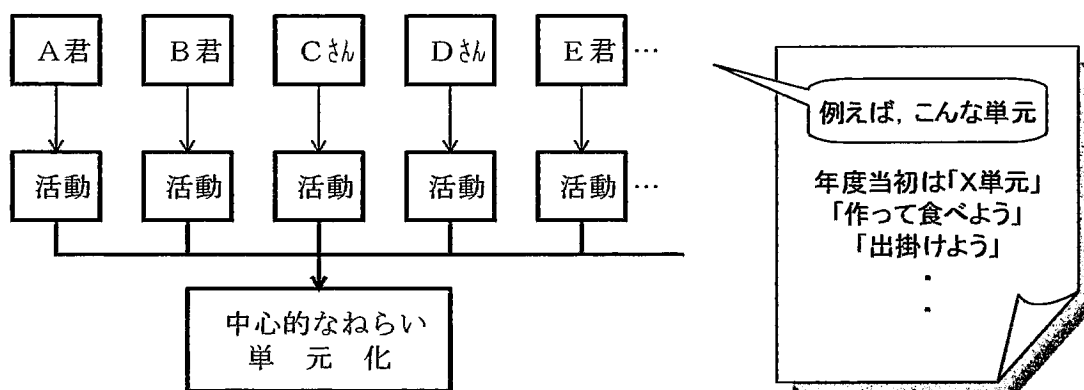 A君 B君 Cさん Dさん E君 …
活動 活動 活動 活動 活動 …
中心的なねらい
単元化
例えば，こんな単元
年度当初は「X単元」
「作って食べよう」
「出掛けよう」
・
・